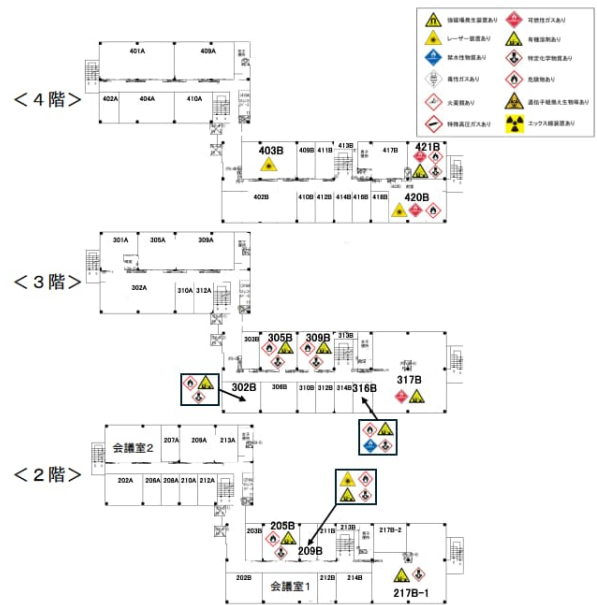 強磁場発生装置あり
可燃性ガスあり
レーザー装置あり
有機溶剤あり
禁水性物質あり
特定化学物質あり
毒性ガスあり
危険物あり
火薬類あり
遺伝子組換え生物等あり
特殊高圧ガスあり
エックス線装置あり
＜４階＞
401A
409A
402A
404A
410A
403B
409B
411B
413B
417B
421B
402B
410B
412B
414B
416B
418B
420B
＜３階＞
301A
305A
309A
302A
310A
312A
303B
305B
309B
313B
317B
302B
306B
310B
312B
314B
316B
＜２階＞
会議室2
207A
209A
213A
202A
206A
208A
210A
212A
203B
205B
209B
211B
213B
217B-2
202B
会議室1
212B
214B
217B-1